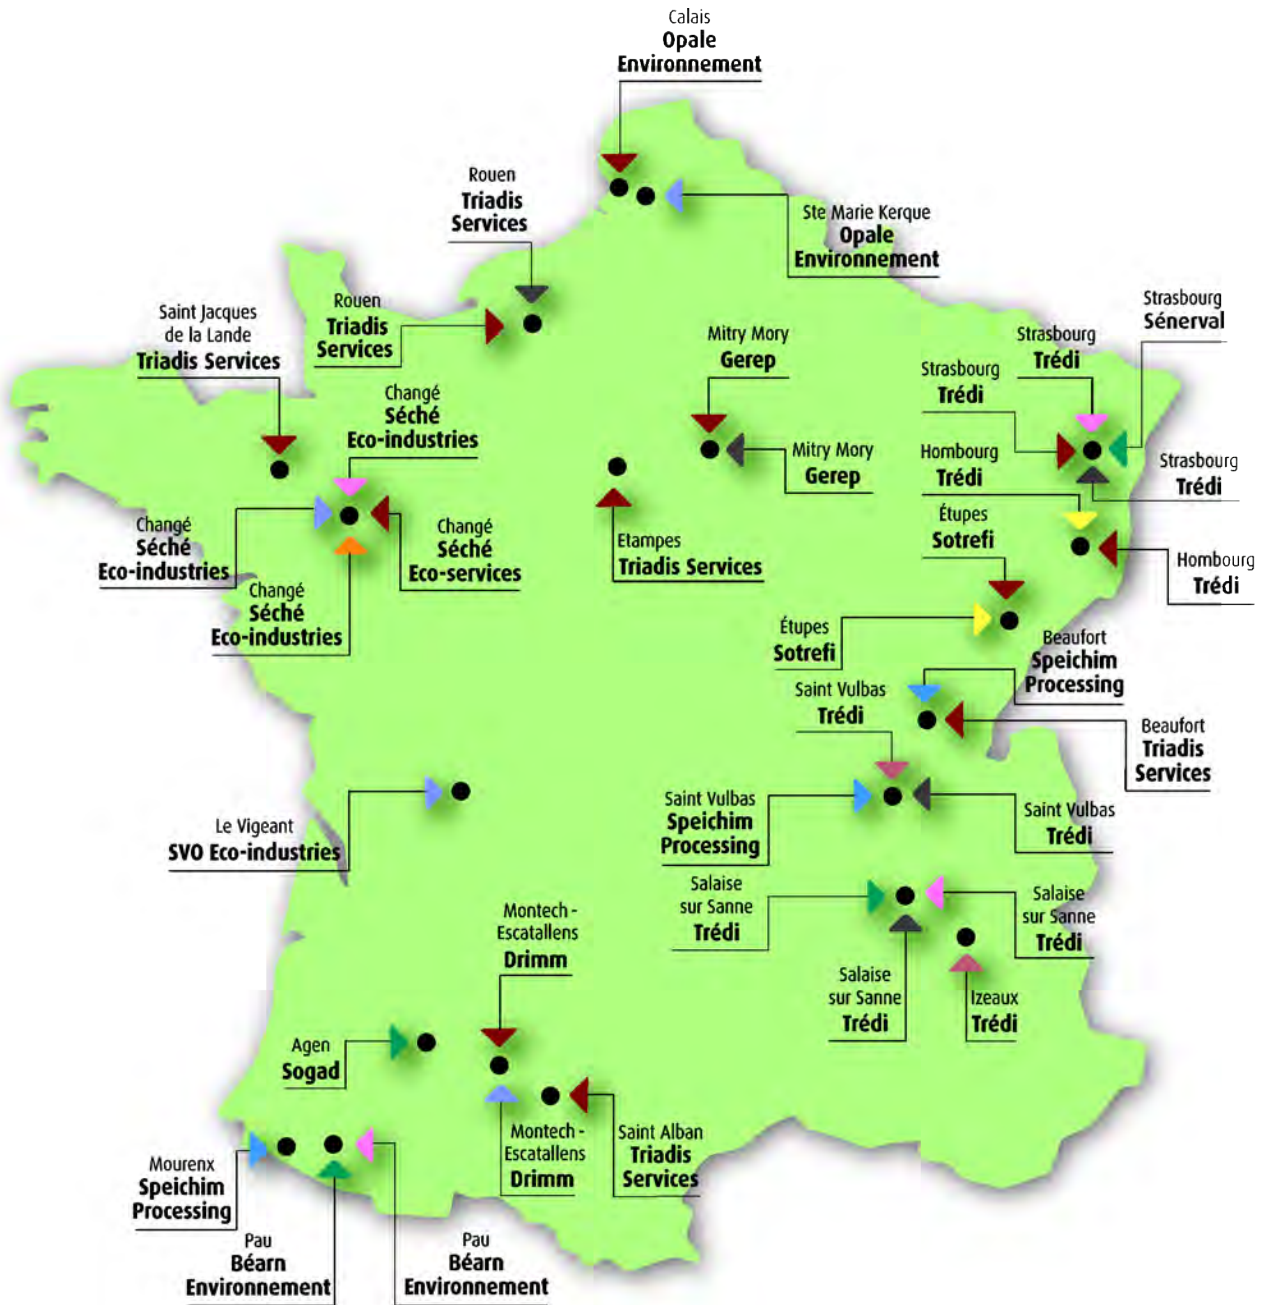 Calais
Opale
Environnement
Rouen
Triadis
Services
Ste Marie Kerque
Opale
Environnement
Saint Jacques
de la Lande
Triadis Services
Rouen
Triadis
Services
Mitry Mory
Gerep
Strasbourg
Sénerval
Strasbourg
Trédi
Strasbourg
Trédi
Changé
Séché
Eco-industries
Mitry Mory
Gerep
Hombourg
Trédi
Strasbourg
Trédi
Changé
Séché
Eco-industries
Changé
Séché
Eco-services
Etampes
Triadis Services
Étupes
Sotrefi
Hombourg
Trédi
Changé
Séché
Eco-industries
Étupes
Sotrefi
Beaufort
Speichim
Processing
Saint Vulbas
Trédi
Beaufort
Triadis
Services
Le Vigeant
SVO Eco-industries
Saint Vulbas
Speichim
Processing
Saint Vulbas
Trédi
Salaise
sur Sanne
Trédi
Salaise
sur Sanne
Trédi
Montech -
Escatallens
Drimm
Salaise
sur Sanne
Trédi
Izeaux
Trédi
Agen
Sogad
Montech -
Escatallens
Drimm
Saint Alban
Triadis
Services
Mourenx
Speichim
Processing
Pau
Béarn
Environnement
Pau
Béarn
Environnement